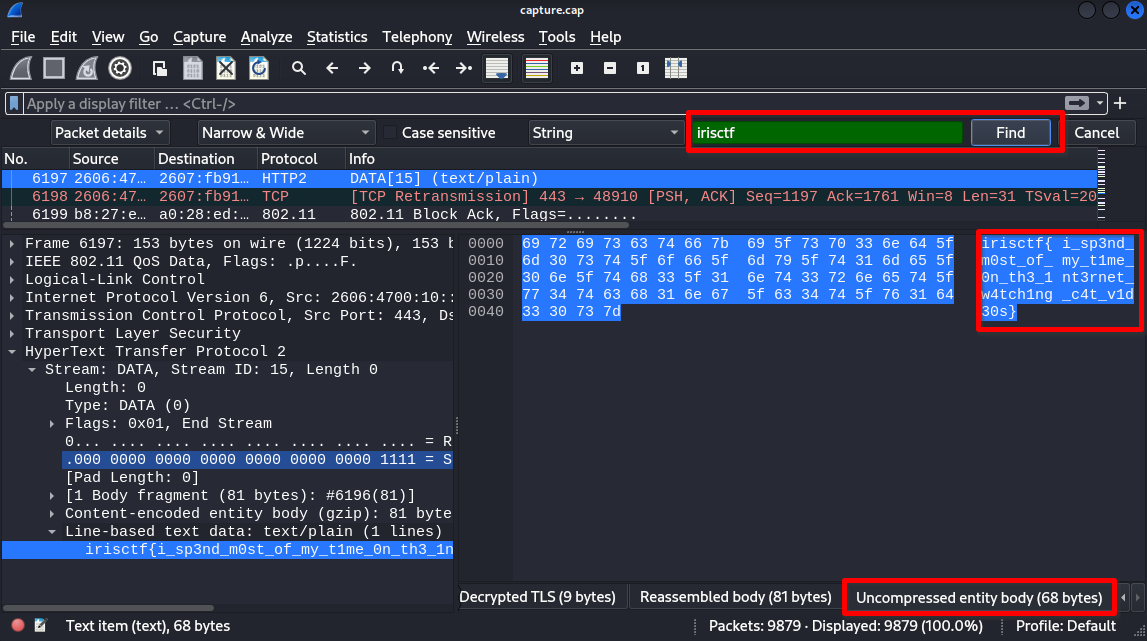 capture.cap
File Edit View Go Capture Analyze Statistics Telephony Wireless Tools Help
Apply a display filter … <Ctrl-/>
Packet details Narrow & Wide Case sensitive String irisctf Find Cancel
No. Source Destination Protocol Info
6197 2606:47… 2607:fb91… HTTP2 DATA[15] (text/plain)
6198 2606:47… 2607:fb91… TCP [TCP Retransmission] 443 → 48910 [PSH, ACK] Seq=1197 Ack=1761 Win=8 Len=31 TSval=20
6199 b8:27:e… a0:28:ed:… 802.11 802.11 Block Ack, Flags=........
Frame 6197: 153 bytes on wire (1224 bits), 153 b
IEEE 802.11 QoS Data, Flags: .p....F.
Logical-Link Control
Internet Protocol Version 6, Src: 2606:4700:10::
Transmission Control Protocol, Src Port: 443, Ds
Transport Layer Security
HyperText Transfer Protocol 2
Stream: DATA, Stream ID: 15, Length 0
Length: 0
Type: DATA (0)
Flags: 0x01, End Stream
0... .... .... .... .... .... .... .... = R
.000 0000 0000 0000 0000 0000 0000 1111 = S
[Pad Length: 0]
[1 Body fragment (81 bytes): #6196(81)]
Content-encoded entity body (gzip): 81 byte
Line-based text data: text/plain (1 lines)
irisctf{i_sp3nd_m0st_of_my_t1me_0n_th3_1n
0000 69 72 69 73 63 74 66 7b 69 5f 73 70 33 6e 64 5f irisctf{ i_sp3nd_
0010 6d 30 73 74 5f 6f 66 5f 6d 79 5f 74 31 6d 65 5f m0st_of_ my_t1me_
0020 30 6e 5f 74 68 33 5f 31 6e 74 33 72 6e 65 74 5f 0n_th3_1 nt3rnet_
0030 77 34 74 63 68 31 6e 67 5f 63 34 74 5f 76 31 64 w4tch1ng _c4t_v1d
0040 33 30 73 7d 30s}
Decrypted TLS (9 bytes) Reassembled body (81 bytes) Uncompressed entity body (68 bytes)
Text item (text), 68 bytes Packets: 9879 · Displayed: 9879 (100.0%) Profile: Default